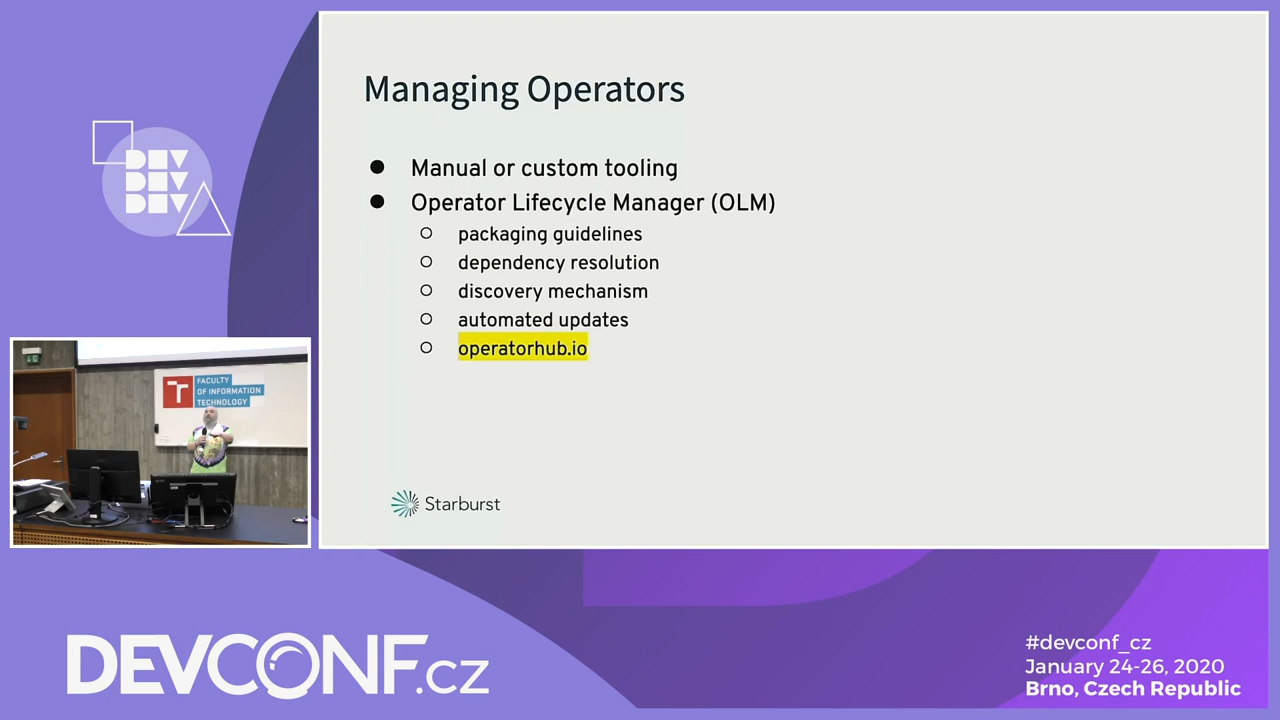 Managing Operators
Manual or custom tooling
Operator Lifecycle Manager (OLM)
packaging guidelines
dependency resolution
discovery mechanism
automated updates
operatorhub.io
Starburst
DEV
DEV
DEV
FACULTY
OF INFORMATION
TECHNOLOGY
DEVCONF.cz
#devconf_cz
January 24-26, 2020
Brno, Czech Republic